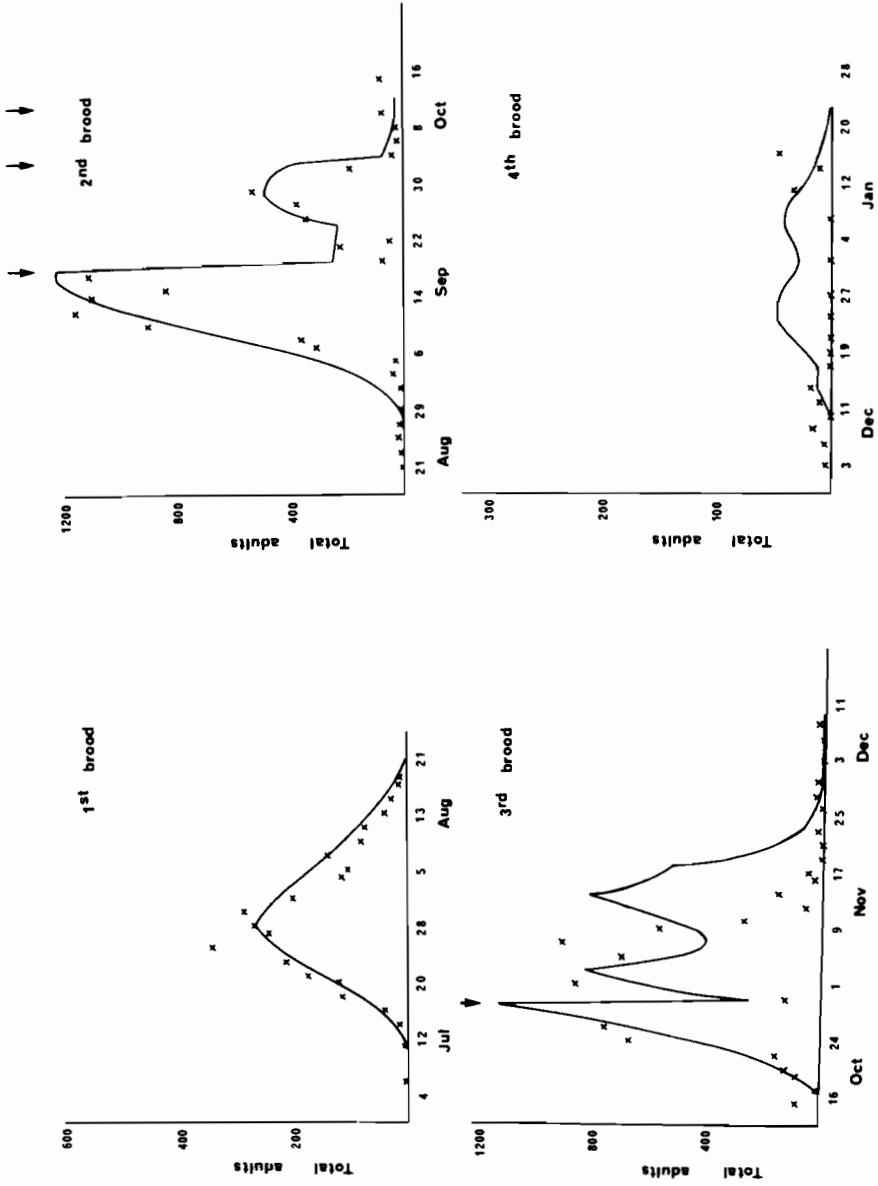 1st brood
Total adults
600
200
4
12
20
28
5
13
21
Jul
Aug
2nd brood
Total adults
1200
800
400
21
29
6
14
22
30
8
16
Aug
Sep
Oct
3rd brood
Total adults
1200
800
400
16
24
1
9
17
25
3
11
Oct
Nov
Dec
4th brood
Total adults
300
200
100
3
11
19
27
4
12
20
28
Dec
Jan